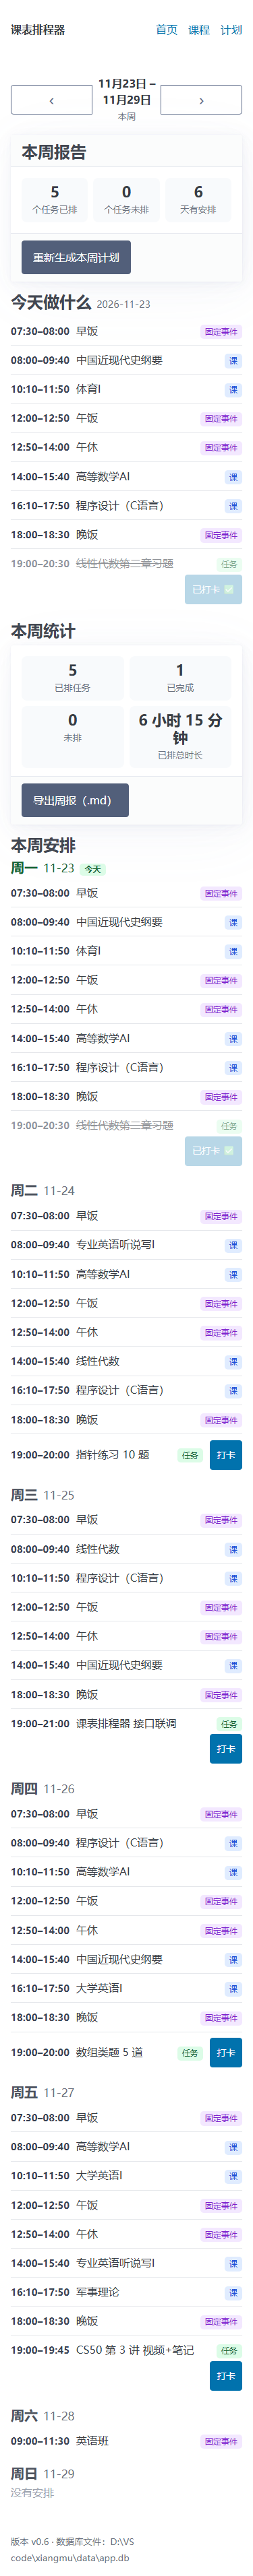 课表排程器 首页 课程 计划
‹ 11月23日 – ›
11月29日
本周
本周报告
5 0 6
个任务已排 个任务未排 天有安排
重新生成本周计划
今天做什么 2026-11-23
07:30–08:00 早饭 固定事件
08:00–09:40 中国近现代史纲要 课
10:10–11:50 体育I 课
12:00–12:50 午饭 固定事件
12:50–14:00 午休 固定事件
14:00–15:40 高等数学AI 课
16:10–17:50 程序设计（C语言） 课
18:00–18:30 晚饭 固定事件
19:00–20:30 线性代数第二章习题 任务
已打卡 ✅
本周统计
5 1
已排任务 已完成
0 6 小时 15 分
钟
未排 已排总时长
导出周报（.md）
本周安排
周一 11-23 今天
07:30–08:00 早饭 固定事件
08:00–09:40 中国近现代史纲要 课
10:10–11:50 体育I 课
12:00–12:50 午饭 固定事件
12:50–14:00 午休 固定事件
14:00–15:40 高等数学AI 课
16:10–17:50 程序设计（C语言） 课
18:00–18:30 晚饭 固定事件
19:00–20:30 线性代数第二章习题 任务
已打卡 ✅
周二 11-24
07:30–08:00 早饭 固定事件
08:00–09:40 专业英语听说写I 课
10:10–11:50 高等数学AI 课
12:00–12:50 午饭 固定事件
12:50–14:00 午休 固定事件
14:00–15:40 线性代数 课
16:10–17:50 程序设计（C语言） 课
18:00–18:30 晚饭 固定事件
19:00–20:00 指针练习 10 题 任务 打卡
周三 11-25
07:30–08:00 早饭 固定事件
08:00–09:40 线性代数 课
10:10–11:50 程序设计（C语言） 课
12:00–12:50 午饭 固定事件
12:50–14:00 午休 固定事件
14:00–15:40 中国近现代史纲要 课
18:00–18:30 晚饭 固定事件
19:00–21:00 课表排程器 接口联调 任务
打卡
周四 11-26
07:30–08:00 早饭 固定事件
08:00–09:40 程序设计（C语言） 课
10:10–11:50 高等数学AI 课
12:00–12:50 午饭 固定事件
12:50–14:00 午休 固定事件
14:00–15:40 中国近现代史纲要 课
16:10–17:50 大学英语I 课
18:00–18:30 晚饭 固定事件
19:00–20:00 数组类题 5 道 任务 打卡
周五 11-27
07:30–08:00 早饭 固定事件
08:00–09:40 高等数学AI 课
10:10–11:50 大学英语I 课
12:00–12:50 午饭 固定事件
12:50–14:00 午休 固定事件
14:00–15:40 专业英语听说写I 课
16:10–17:50 军事理论 课
18:00–18:30 晚饭 固定事件
19:00–19:45 CS50 第 3 讲 视频+笔记 任务
打卡
周六 11-28
09:00–11:30 英语班 固定事件
周日 11-29
没有安排
版本 v0.6 · 数据库文件：D:\VS
code\xiangmu\data\app.db